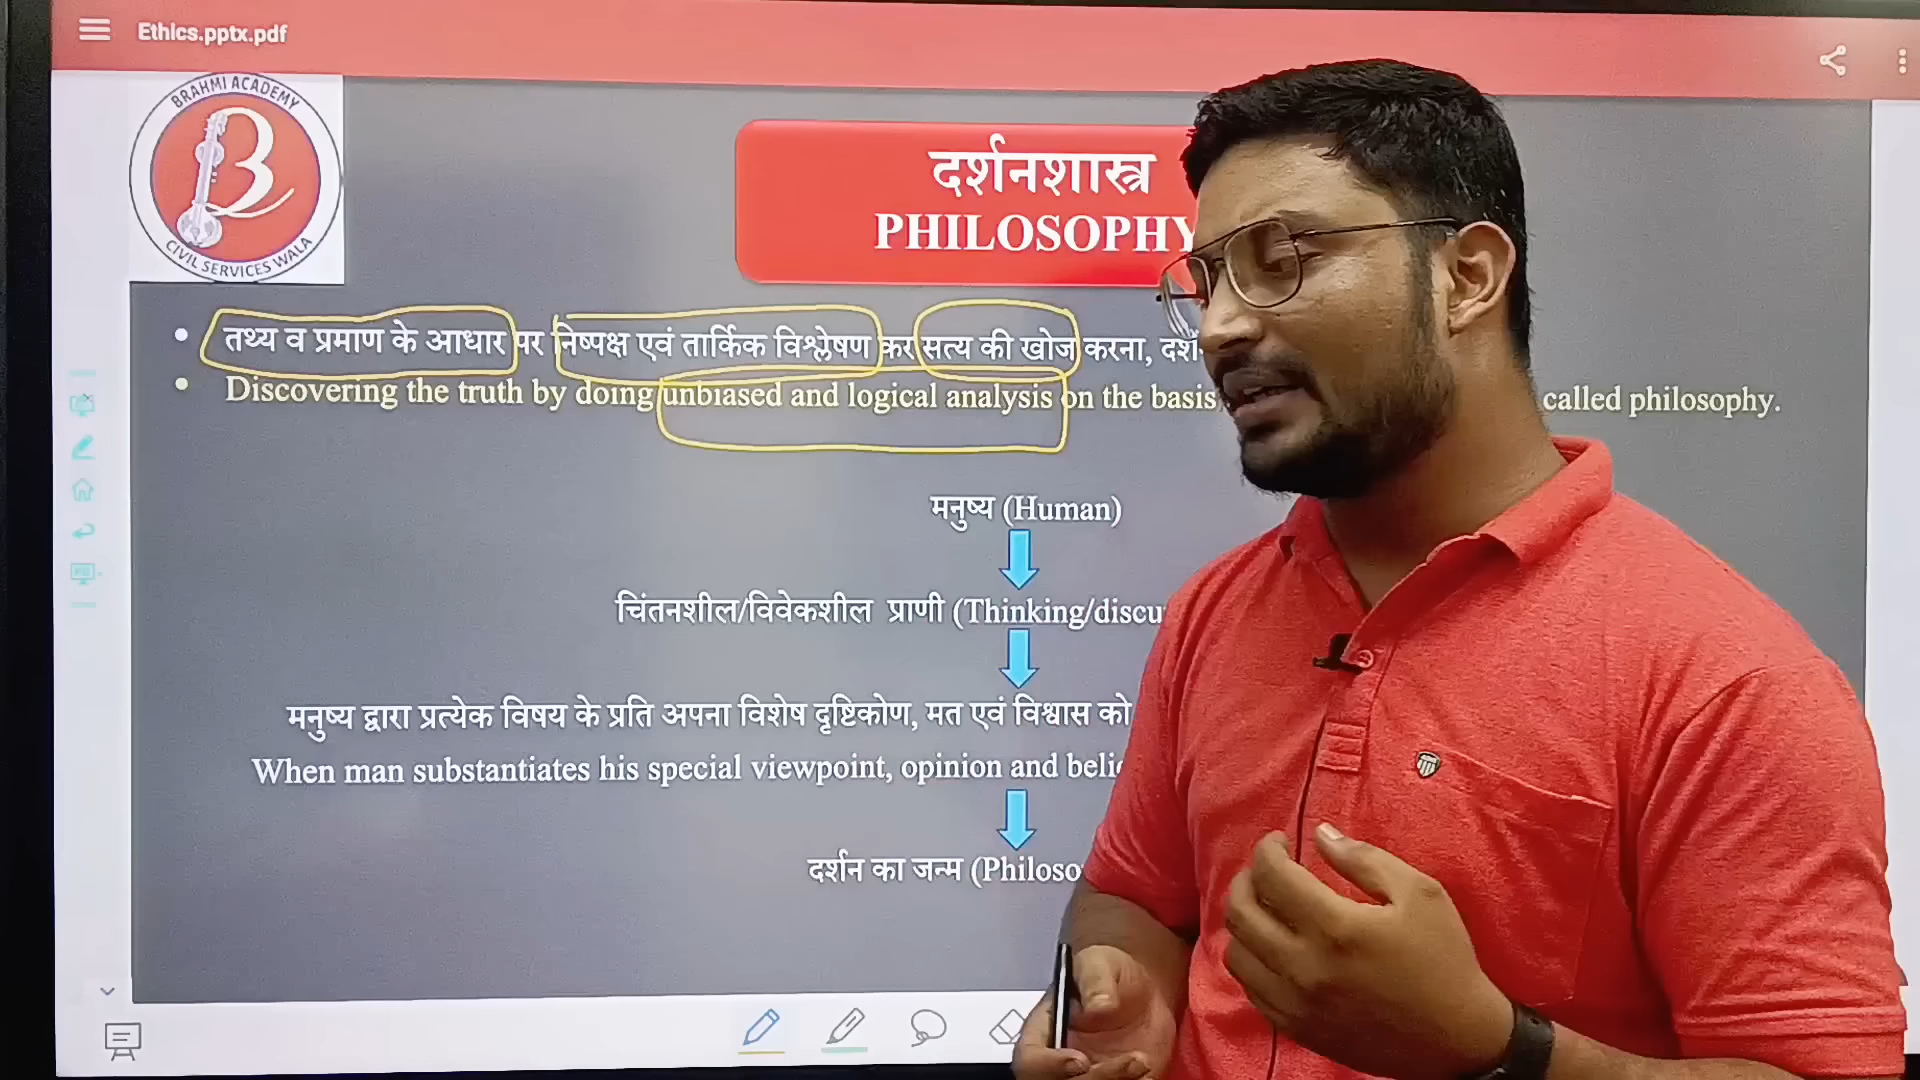 Ethics.pptx.pdf
BRAHMI ACADEMY
CIVIL SERVICES WALA
दर्शनशास्त्र
PHILOSOPHY
तथ्य व प्रमाण के आधार पर निष्पक्ष एवं तार्किक विश्लेषण कर सत्य की खोज करना,
Discovering the truth by doing unbiased and logical analysis on the basis called philosophy.
मनुष्य (Human)
चिंतनशील/विवेकशील प्राणी (Thinking/
मनुष्य द्वारा प्रत्येक विषय के प्रति अपना विशेष दृष्टिकोण, मत एवं विश्वास को
When man substantiates his special viewpoint, opinion and
दर्शन का जन्म